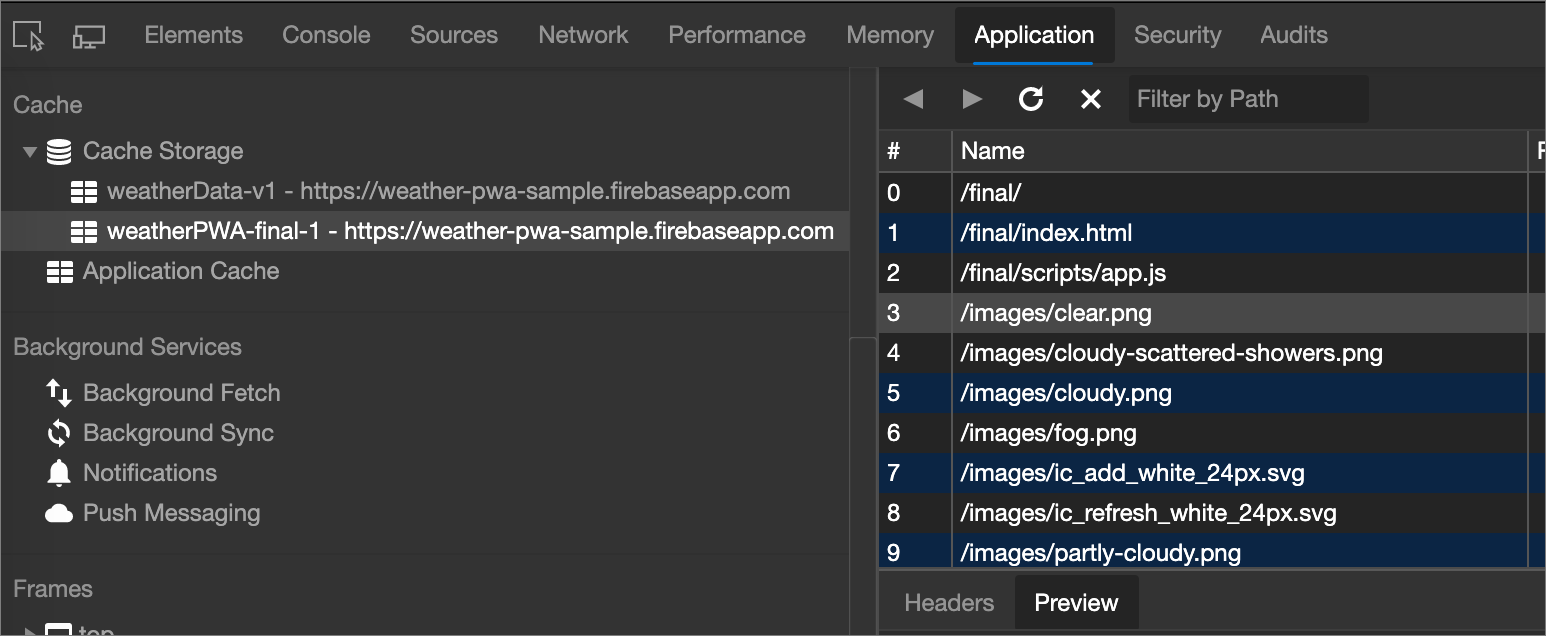 Elements Console Sources Network Performance Memory Application Security Audits
Cache
Cache Storage
weatherData-v1 - https://weather-pwa-sample.firebaseapp.com
weatherPWA-final-1 - https://weather-pwa-sample.firebaseapp.com
Application Cache
Background Services
Background Fetch
Background Sync
Notifications
Push Messaging
Frames
top
Filter by Path
# Name
0 /final/
1 /final/index.html
2 /final/scripts/app.js
3 /images/clear.png
4 /images/cloudy-scattered-showers.png
5 /images/cloudy.png
6 /images/fog.png
7 /images/ic_add_white_24px.svg
8 /images/ic_refresh_white_24px.svg
9 /images/partly-cloudy.png
Headers Preview